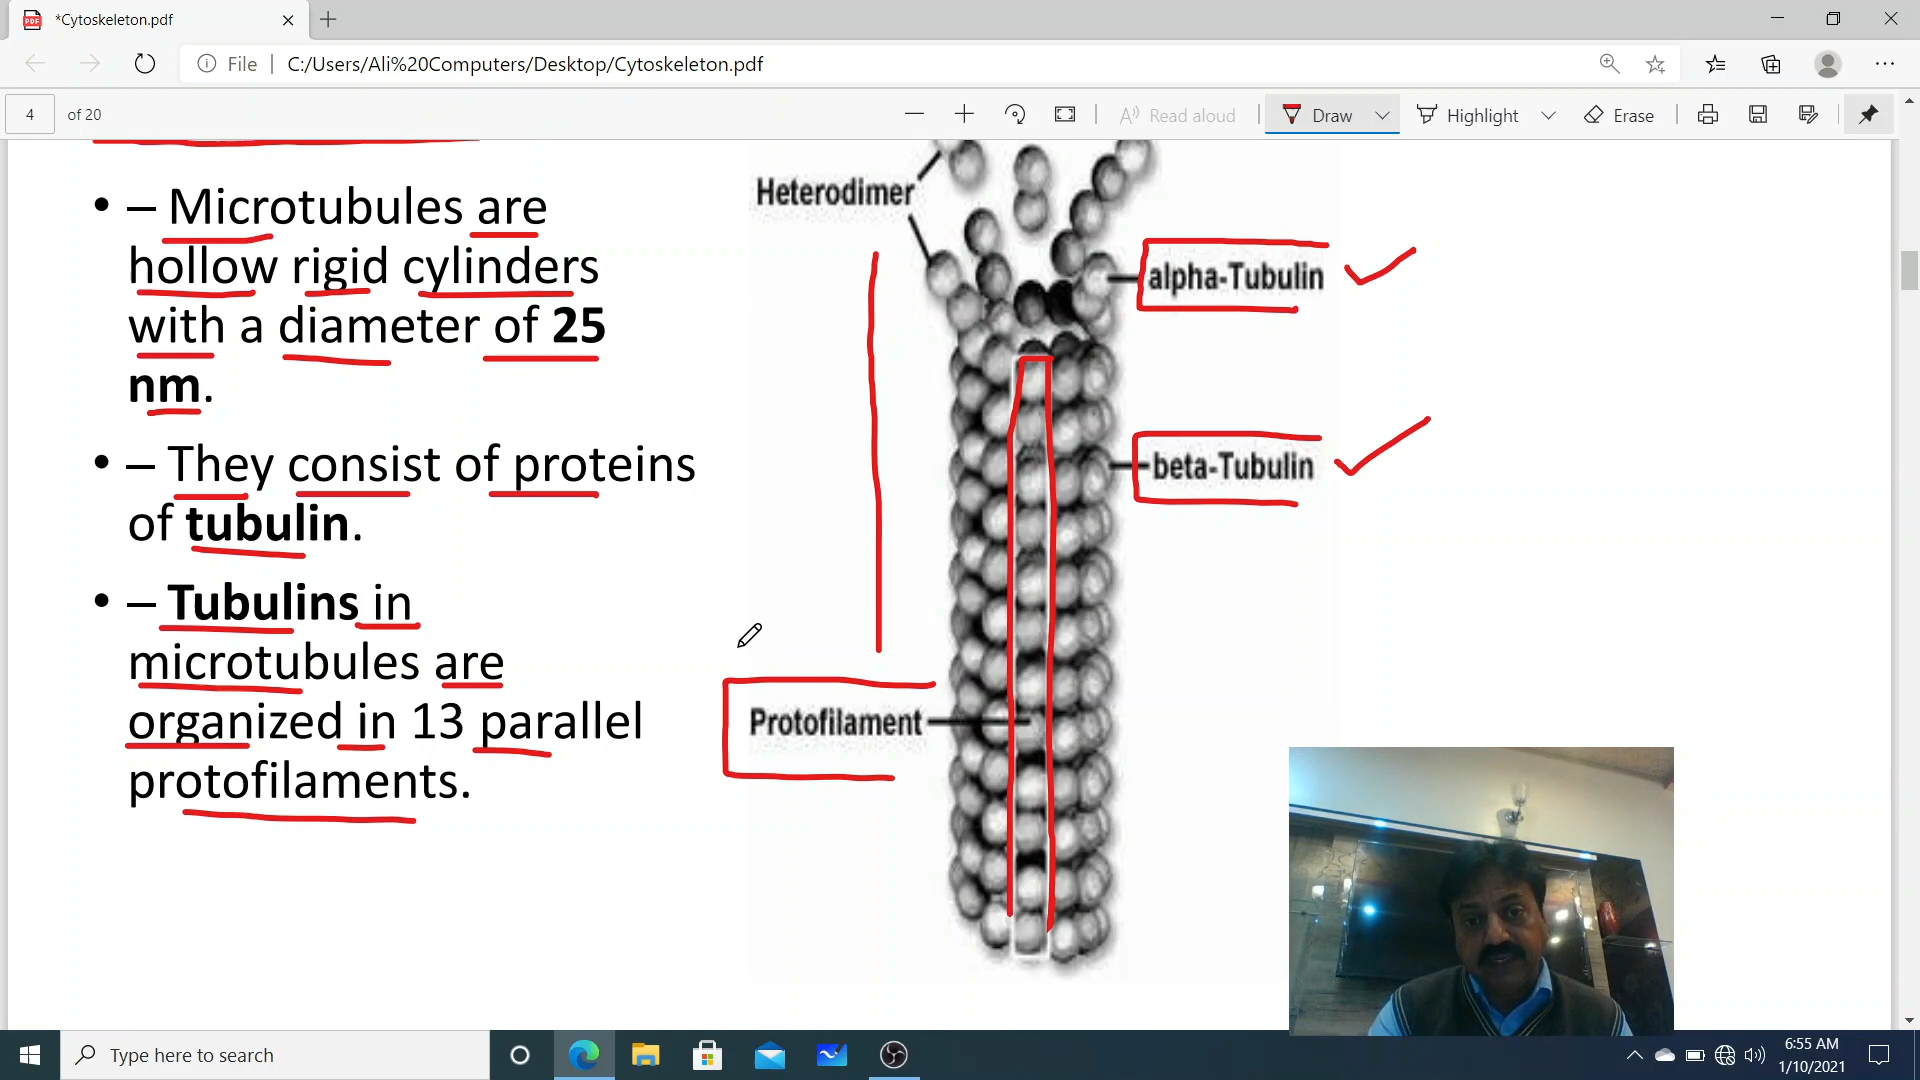 *Cytoskeleton.pdf
File
C:/Users/Ali%20Computers/Desktop/Cytoskeleton.pdf
4 of 20
Read aloud
Draw
Highlight
Erase
• – Microtubules are
hollow rigid cylinders
with a diameter of 25
nm.
• – They consist of proteins
of tubulin.
• – Tubulins in
microtubules are
organized in 13 parallel
protofilaments.
Heterodimer
alpha-Tubulin
beta-Tubulin
Protofilament
Type here to search
6:55 AM
1/10/2021